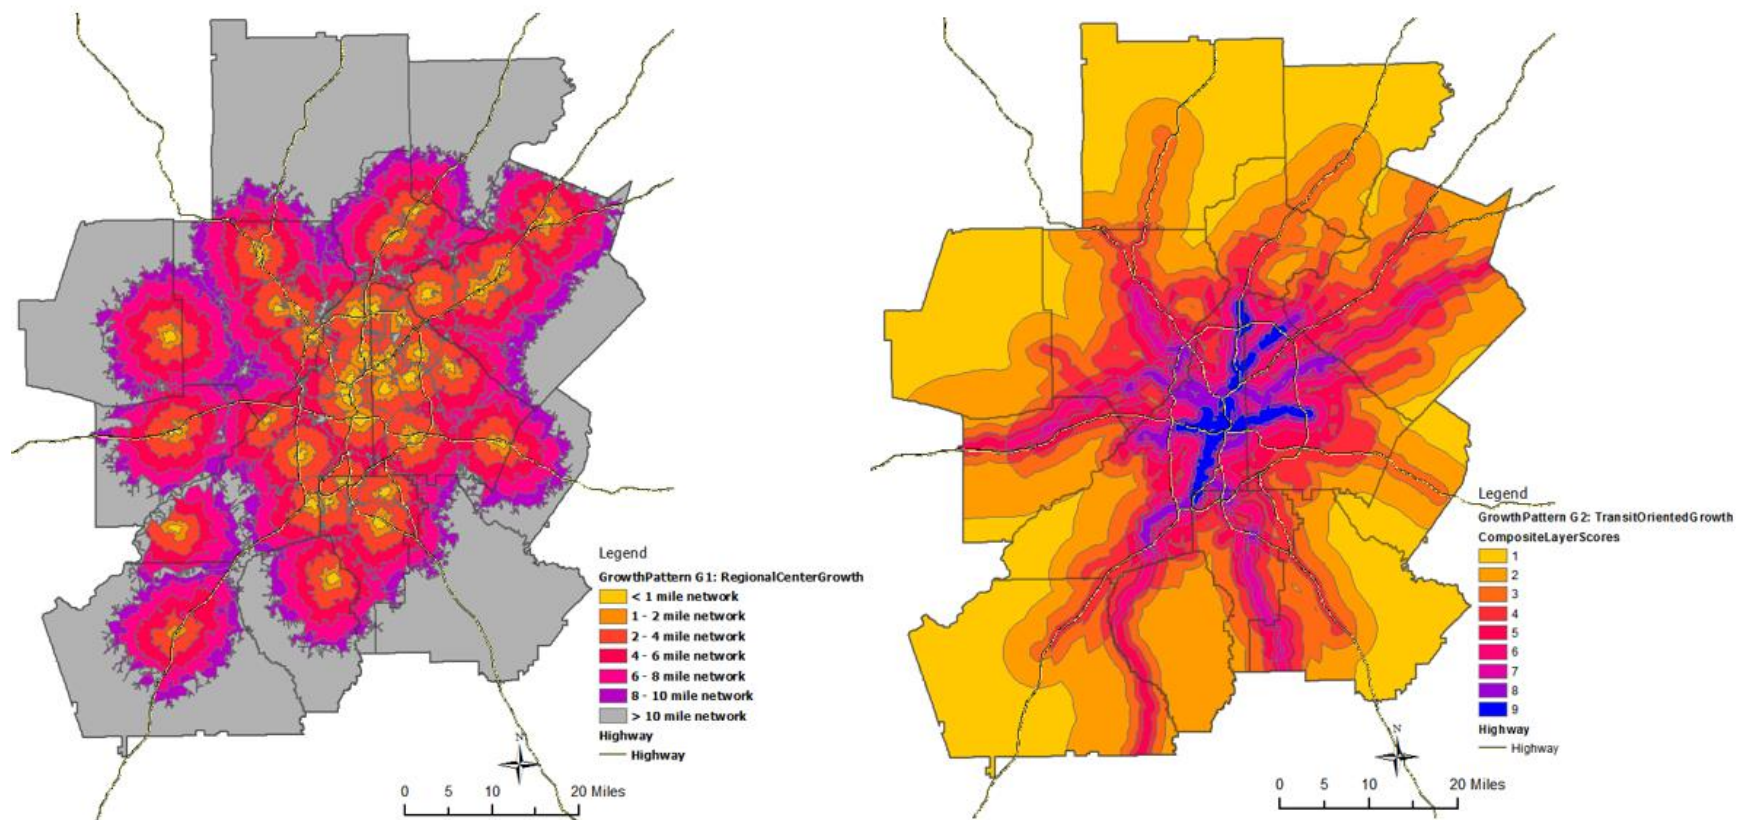 Legend
GrowthPattern G1: RegionalCenterGrowth
< 1 mile network
1 - 2 mile network
2 - 4 mile network
4 - 6 mile network
6 - 8 mile network
8 - 10 mile network
> 10 mile network
Highway
Highway
N
0 5 10 20 Miles
Legend
GrowthPattern G2: TransitOrientedGrowth
CompositeLayerScores
1
2
3
4
5
6
7
8
9
Highway
Highway
N
0 5 10 20 Miles